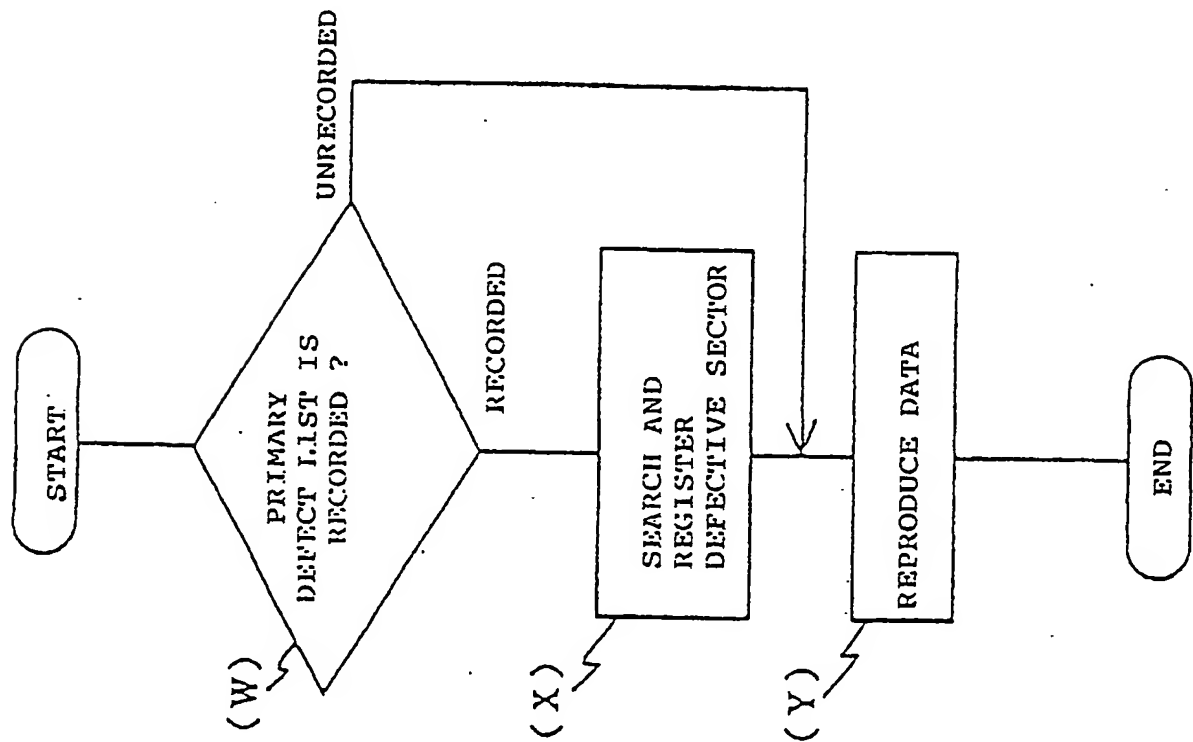 START
(W)
PRIMARY
DEFECT LIST IS
RECORDED ?
UNRECORDED
RECORDED
(X)
SEARCH AND
REGISTER
DEFECTIVE SECTOR
(Y)
REPRODUCE DATA
END